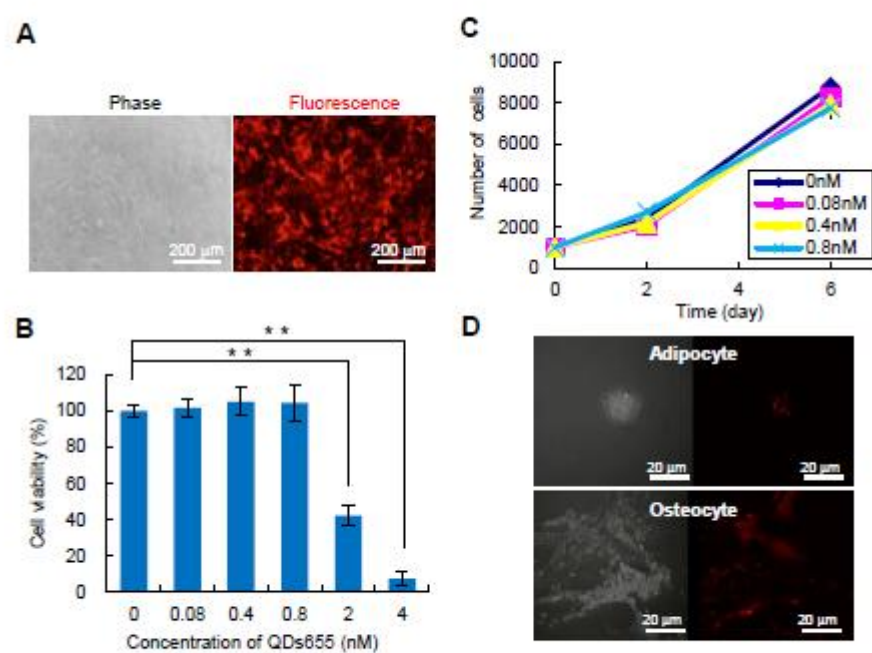 A
Phase
Fluorescence
200 μm
200 μm
B
* *
* *
120
100
80
60
40
20
0
Cell viability (%)
0 0.08 0.4 0.8 2 4
Concentration of QDs655 (nM)
C
10000
8000
6000
4000
2000
0
Number of cells
0nM
0.08nM
0.4nM
0.8nM
0 2 4 6
Time (day)
D
Adipocyte
20 μm
20 μm
Osteocyte
20 μm
20 μm